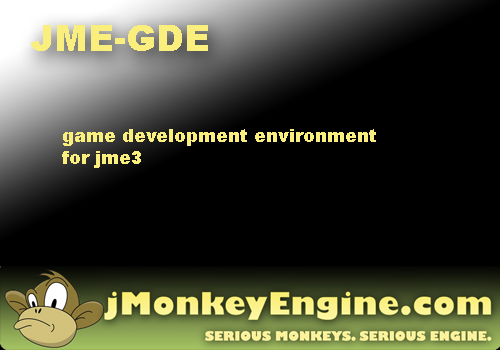 JME-GDE
game development environment
for jme3
jMonkeyEngine.com
SERIOUS MONKEYS. SERIOUS ENGINE.